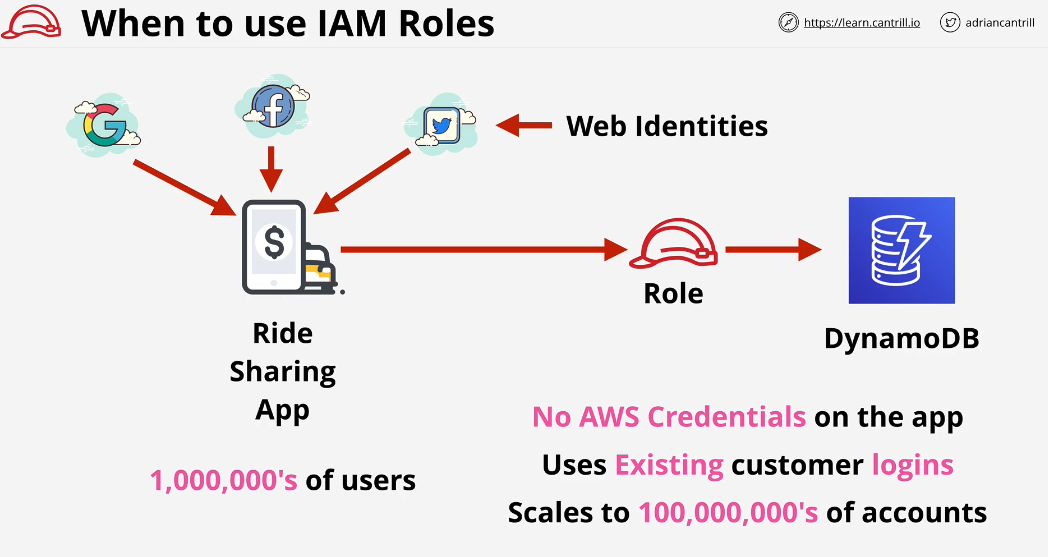 When to use IAM Roles
https://learn.cantrill.io
adriancantrill
Web Identities
Role
Ride
Sharing
App
DynamoDB
No AWS Credentials on the app
Uses Existing customer logins
1,000,000's of users
Scales to 100,000,000's of accounts